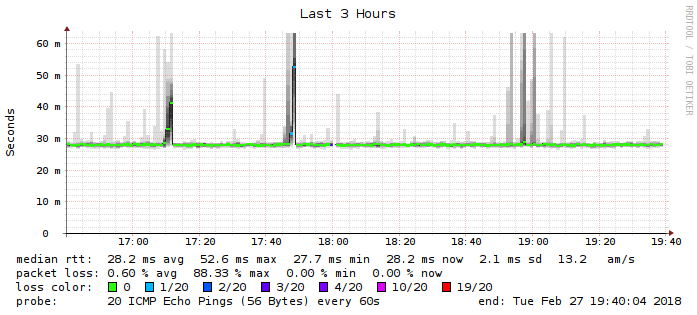 Last 3 Hours
RRDTOOL / TOBI OETIKER
Seconds
60 m
50 m
40 m
30 m
20 m
10 m
0
17:00 17:20 17:40 18:00 18:20 18:40 19:00 19:20 19:40
median rtt: 28.2 ms avg 52.6 ms max 27.7 ms min 28.2 ms now 2.1 ms sd 13.2 am/s
packet loss: 0.60 % avg 88.33 % max 0.00 % min 0.00 % now
loss color: 0 1/20 2/20 3/20 4/20 10/20 19/20
probe: 20 ICMP Echo Pings (56 Bytes) every 60s end: Tue Feb 27 19:40:04 2018